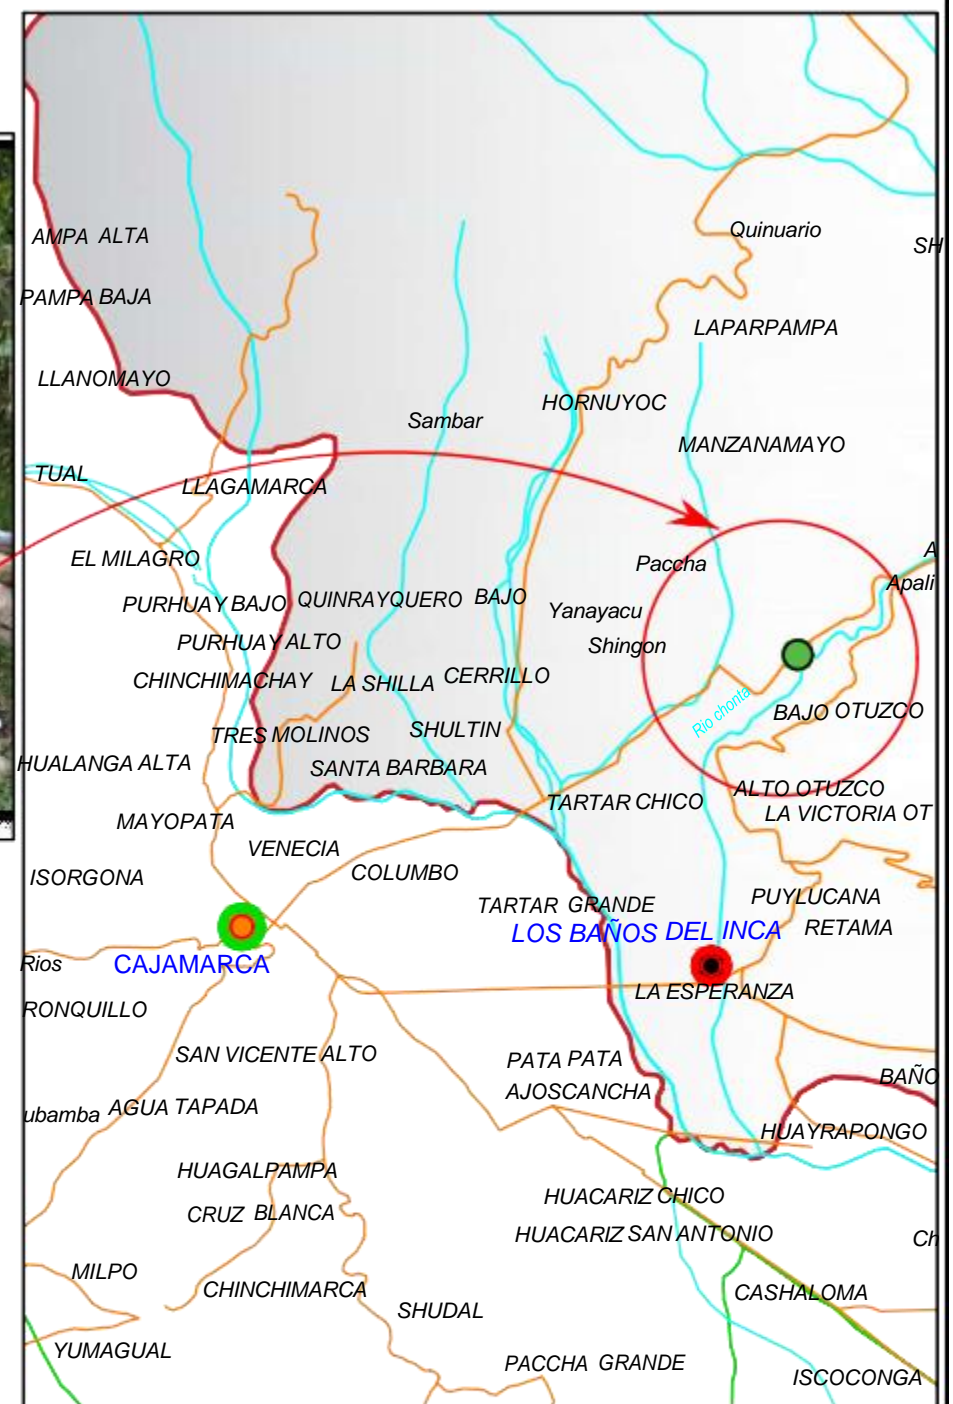 Quinuario
AMPA ALTA
SH
PAMPA BAJA
LAPARPAMPA
LLANOMAYO
HORNUYOC
Sambar
MANZANAMAYO
TUAL
LLAGAMARCA
A
EL MILAGRO
Paccha
Apali
PURHUAY BAJO
QUINRAYQUERO BAJO
Yanayacu
PURHUAY ALTO
Shingon
CHINCHIMACHAY
LA SHILLA
CERRILLO
Rio chonta
BAJO OTUZCO
TRES MOLINOS
SHULTIN
HUALANGA ALTA
SANTA BARBARA
ALTO OTUZCO
TARTAR CHICO
LA VICTORIA OT
MAYOPATA
VENECIA
COLUMBO
ISORGONA
PUYLUCANA
TARTAR GRANDE
RETAMA
LOS BAÑOS DEL INCA
Rios
CAJAMARCA
LA ESPERANZA
RONQUILLO
SAN VICENTE ALTO
PATA PATA
BAÑO
AJOSCANCHA
ubamba
AGUA TAPADA
HUAYRAPONGO
HUAGALPAMPA
HUACARIZ CHICO
CRUZ BLANCA
HUACARIZ SAN ANTONIO
Ch
MILPO
CHINCHIMARCA
CASHALOMA
SHUDAL
YUMAGUAL
PACCHA GRANDE
ISCOCONGA